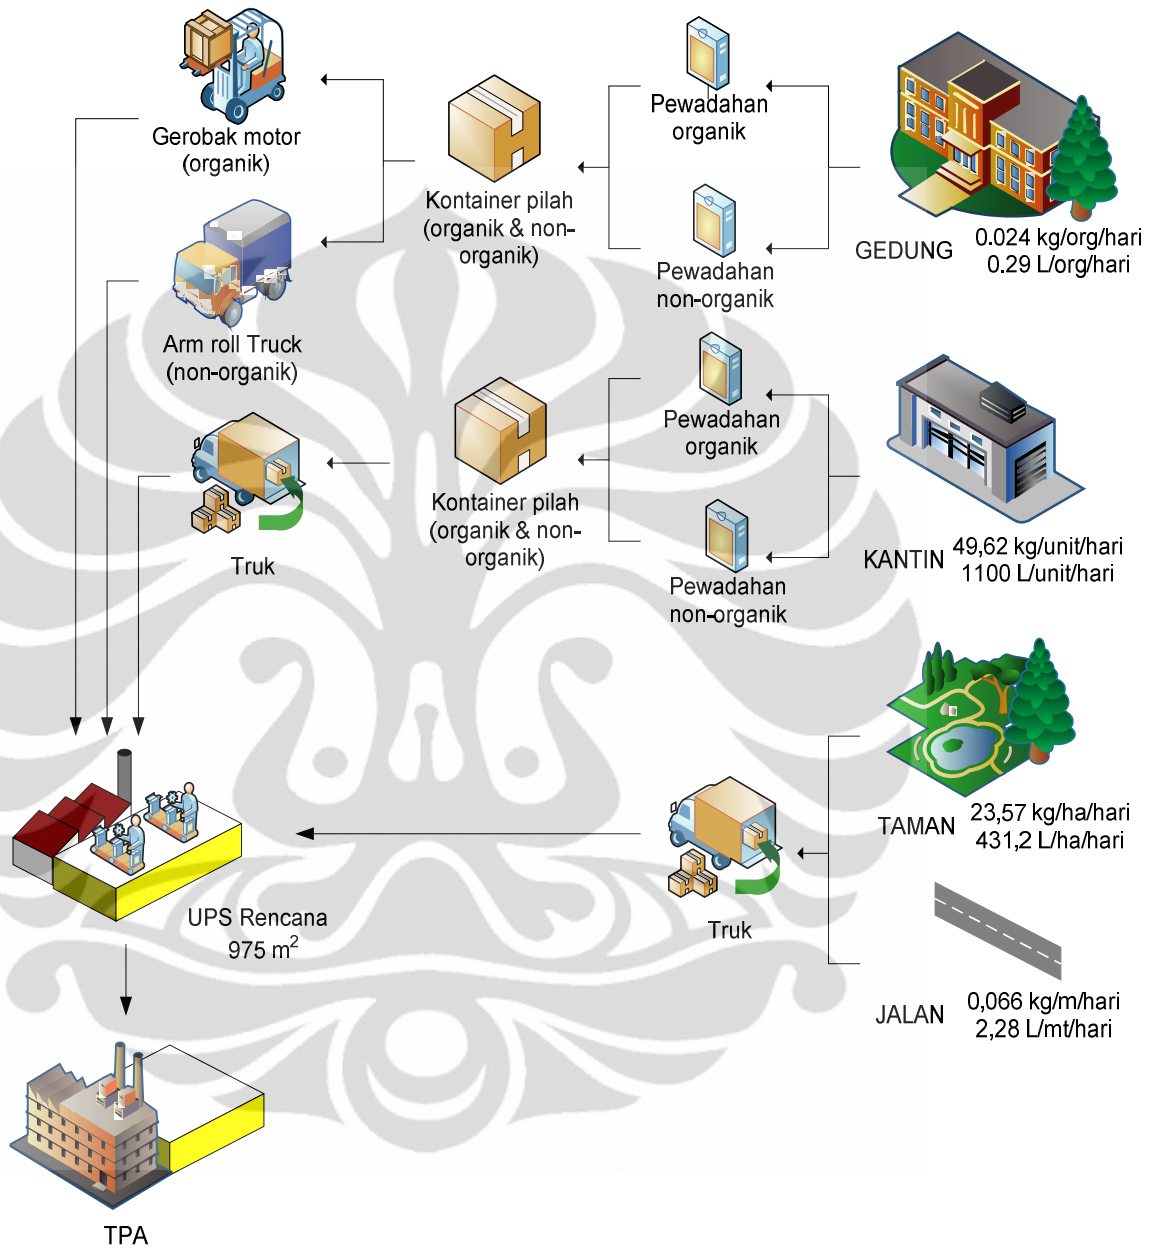 Gerobak motor
(organik)
Kontainer pilah
(organik & non-
organik)
Pewadahan
organik
Pewadahan
non-organik
GEDUNG
0.024 kg/org/hari
0.29 L/org/hari
Arm roll Truck
(non-organik)
Truk
Kontainer pilah
(organik & non-
organik)
Pewadahan
organik
Pewadahan
non-organik
KANTIN
49,62 kg/unit/hari
1100 L/unit/hari
TAMAN
23,57 kg/ha/hari
431,2 L/ha/hari
Truk
UPS Rencana
975 m²
JALAN
0,066 kg/m/hari
2,28 L/mt/hari
TPA